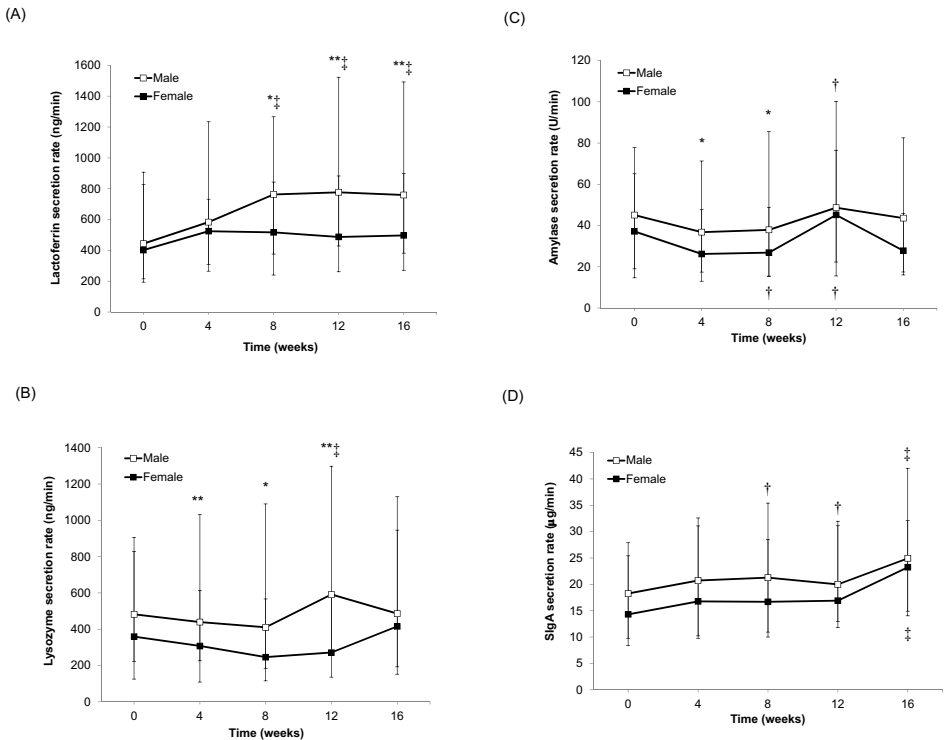 (A)
Lactoferrin secretion rate (ng/min)
1600
1400
1200
1000
800
600
400
200
0
Male
Female
*‡
**‡
**‡
0 4 8 12 16
Time (weeks)
(C)
Amylase secretion rate (U/min)
120
100
80
60
40
20
0
Male
Female
*
*
†
†
†
0 4 8 12 16
Time (weeks)
(B)
Lysozyme secretion rate (ng/min)
1400
1200
1000
800
600
400
200
0
Male
Female
**
*
**‡
0 4 8 12 16
Time (weeks)
(D)
SIgA secretion rate (µg/min)
45
40
35
30
25
20
15
10
5
0
Male
Female
†
†
‡
‡
0 4 8 12 16
Time (weeks)